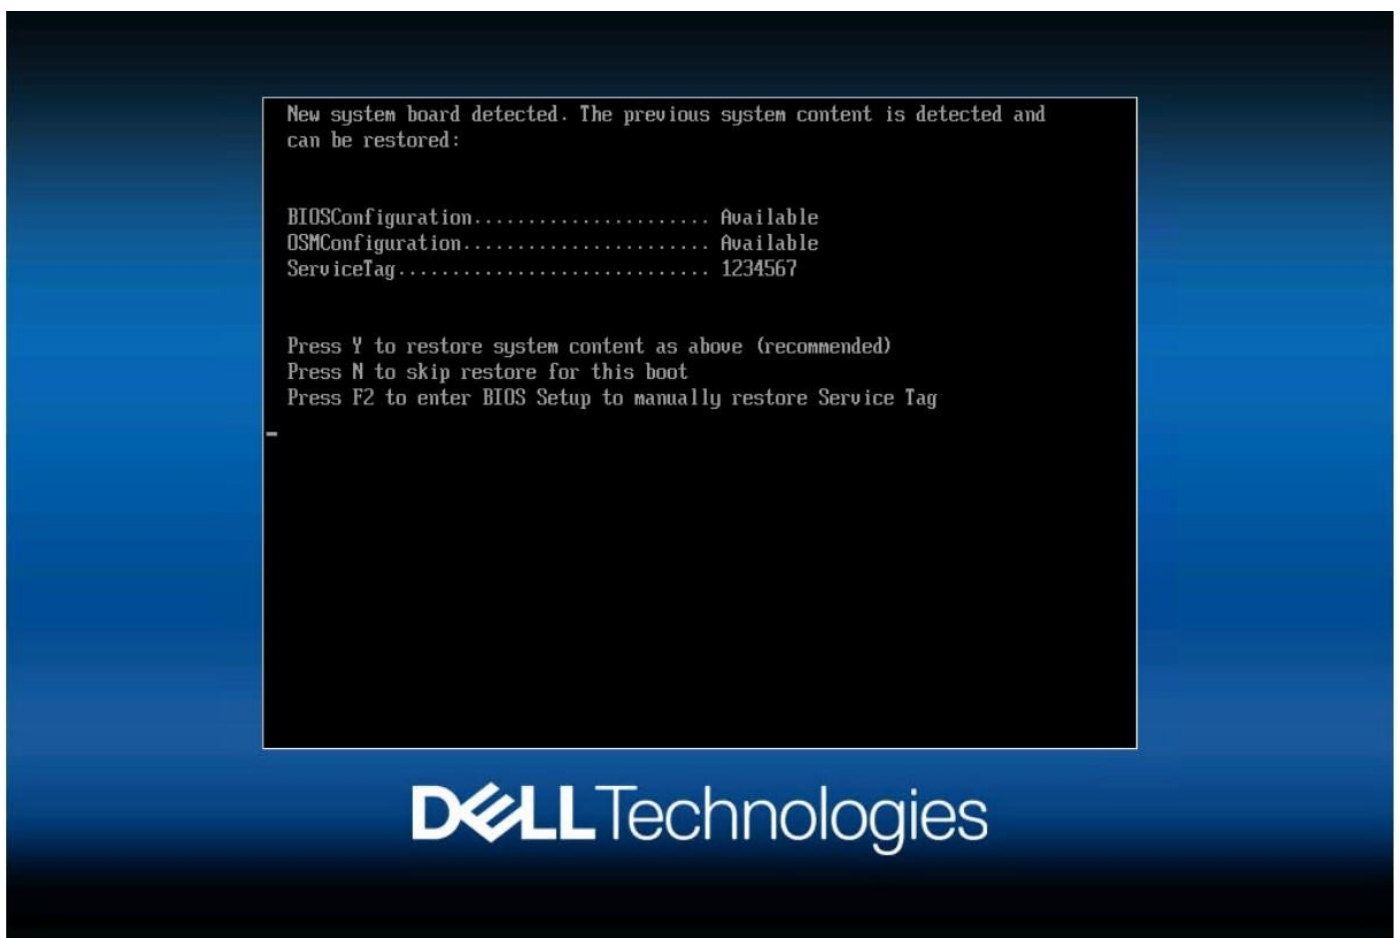 New system board detected. The previous system content is detected and
can be restored:
BIOSConfiguration...................... Available
OSMConfiguration....................... Available
ServiceTag............................. 1234567
Press Y to restore system content as above (recommended)
Press N to skip restore for this boot
Press F2 to enter BIOS Setup to manually restore Service Tag
DELLTechnologies